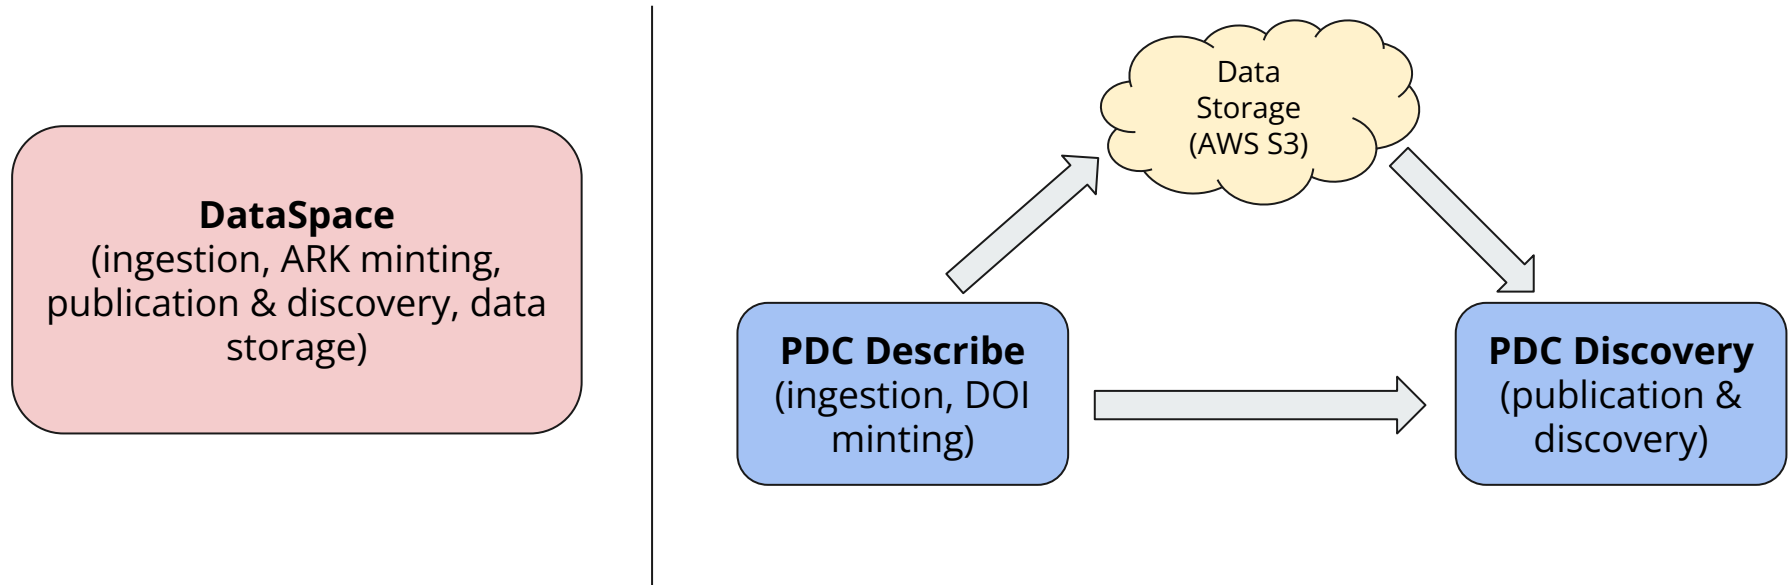 DataSpace
(ingestion, ARK minting,
publication & discovery, data
storage)
Data
Storage
(AWS S3)
PDC Describe
(ingestion, DOI
minting)
PDC Discovery
(publication &
discovery)